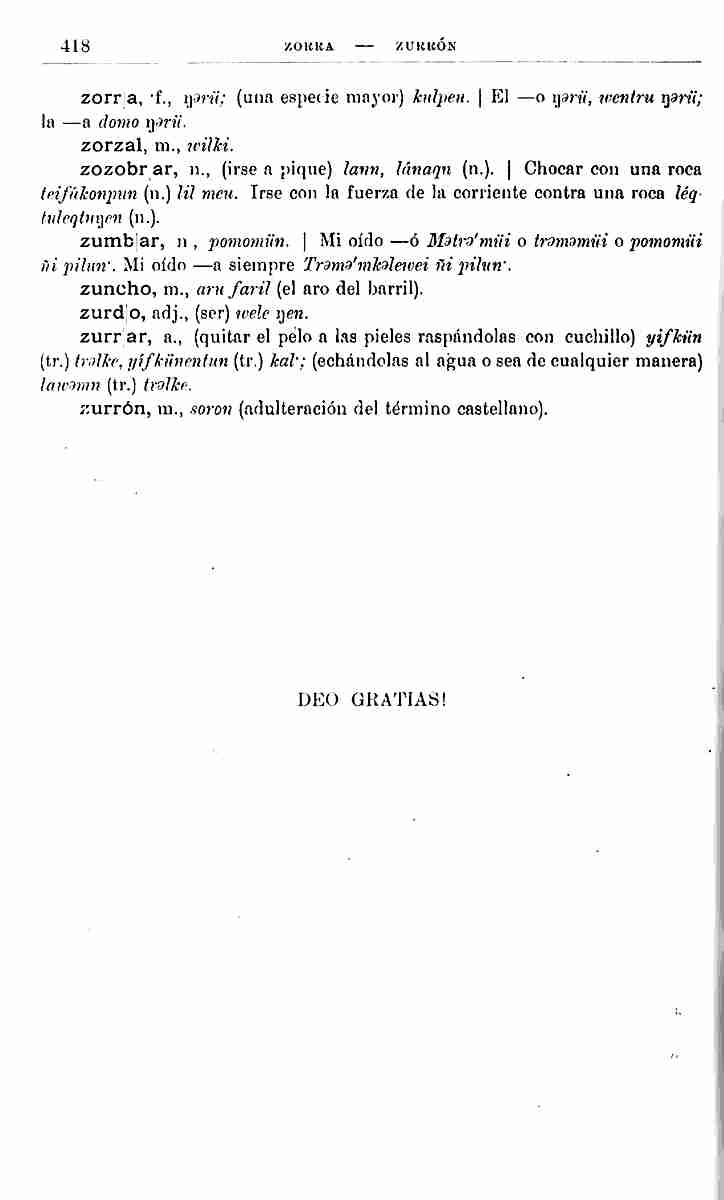 418 ZORRA — ZURRÓN
zorr|a, f., ŋərü; (una especie mayor) kulpeu. | El —o ŋərü, wentru ŋərü;
la —a domo ŋərü.
zorzal, m., wilki.
zozobr|ar, n., (irse a pique) lann, lánaqn (n.). | Chocar con una roca
teifükonpun (n.) lil meu. Irse con la fuerza de la corriente contra una roca léq-
tuleqtuŋen (n.).
zumb|ar, n, pomomün. | Mi oído —ó Mətrə'müi o trəməmüi o pomomüi
ñi pilun·. Mi oído —a siempre Trəmə'mkəlewei ñi pilun·.
zuncho, m., aru faril (el aro del barril).
zurd|o, adj., (ser) wele ŋen.
zurr|ar, a., (quitar el pelo a las pieles raspándolas con cuchillo) yifkün
(tr.) trəlke, yifkünentun (tr.) kal·; (echándolas al agua o sea de cualquier manera)
lawəmn (tr.) trəlke.
zurrón, m., soron (adulteración del término castellano).
DEO GRATIAS!